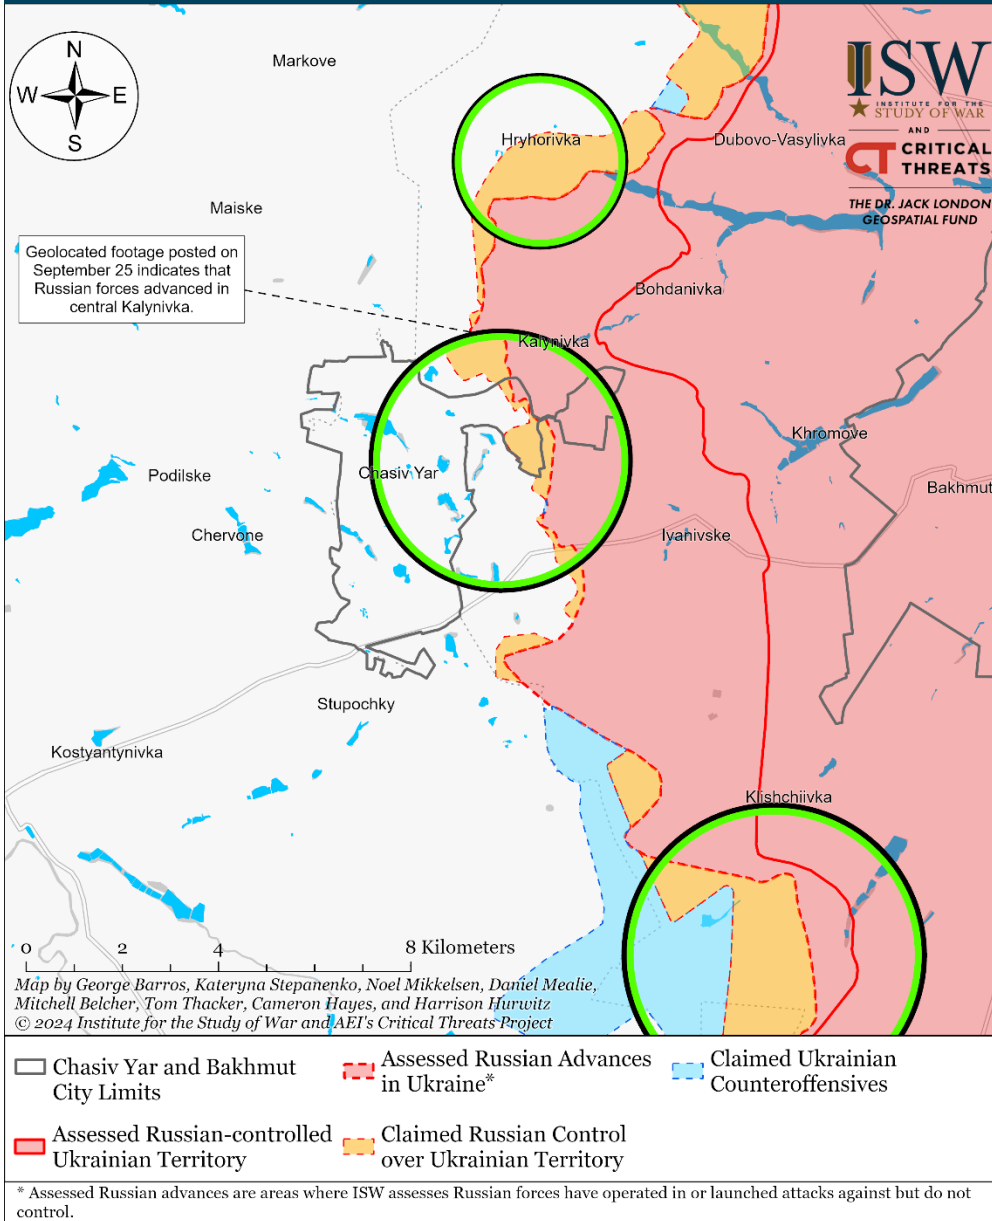 N
W E
S
Markove
ISW
INSTITUTE FOR THE
STUDY OF WAR
AND
CT CRITICAL
THREATS
THE DR. JACK LONDON
GEOSPATIAL FUND
Hryhorivka
Dubovo-Vasylivka
Maiske
Geolocated footage posted on
September 25 indicates that
Russian forces advanced in
central Kalynivka.
Bohdanivka
Kalynivka
Khromove
Chasiv Yar
Podilske
Bakhmut
Chervone
Ivanivske
Stupochky
Kostyantynivka
Klishchiivka
0 2 4 8 Kilometers
Map by George Barros, Kateryna Stepanenko, Noel Mikkelsen, Daniel Mealie,
Mitchell Belcher, Tom Thacker, Cameron Hayes, and Harrison Hurwitz
© 2024 Institute for the Study of War and AEI's Critical Threats Project
Chasiv Yar and Bakhmut
City Limits
Assessed Russian Advances
in Ukraine*
Claimed Ukrainian
Counteroffensives
Assessed Russian-controlled
Ukrainian Territory
Claimed Russian Control
over Ukrainian Territory
* Assessed Russian advances are areas where ISW assesses Russian forces have operated in or launched attacks against but do not
control.